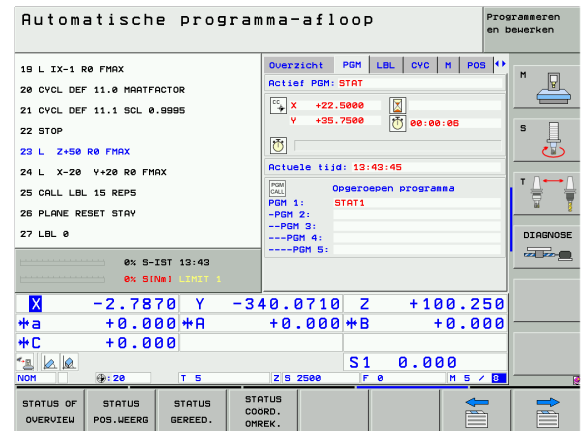 Automatische programma-afloop
Programmeren
en bewerken
19 L IX-1 R0 FMAX
20 CYCL DEF 11.0 MAATFACTOR
21 CYCL DEF 11.1 SCL 0.9995
22 STOP
23 L Z+50 R0 FMAX
24 L X-20 Y+20 R0 FMAX
25 CALL LBL 15 REP5
26 PLANE RESET STAY
27 LBL 0
Overzicht PGM LBL CYC M POS
Actief PGM: STAT
CC X +22.5000
Y +35.7500 00:00:06
Actuele tijd: 13:43:45
PGM CALL Opgeroepen programma
PGM 1: STAT1
-PGM 2:
--PGM 3:
---PGM 4:
----PGM 5:
0% S-IST 13:43
0% S[Nm] LIMIT 1
X -2.7870 Y -340.0710 Z +100.250
a +0.000 A +0.000 B +0.000
C +0.000
S1 0.000
NOM : 20 T 5 Z S 2500 F 0 M 5 / 8
M
S
T
DIAGNOSE
STATUS OF OVERVIEW
STATUS POS.WEERG
STATUS GEREED.
STATUS COORD. OMREK.